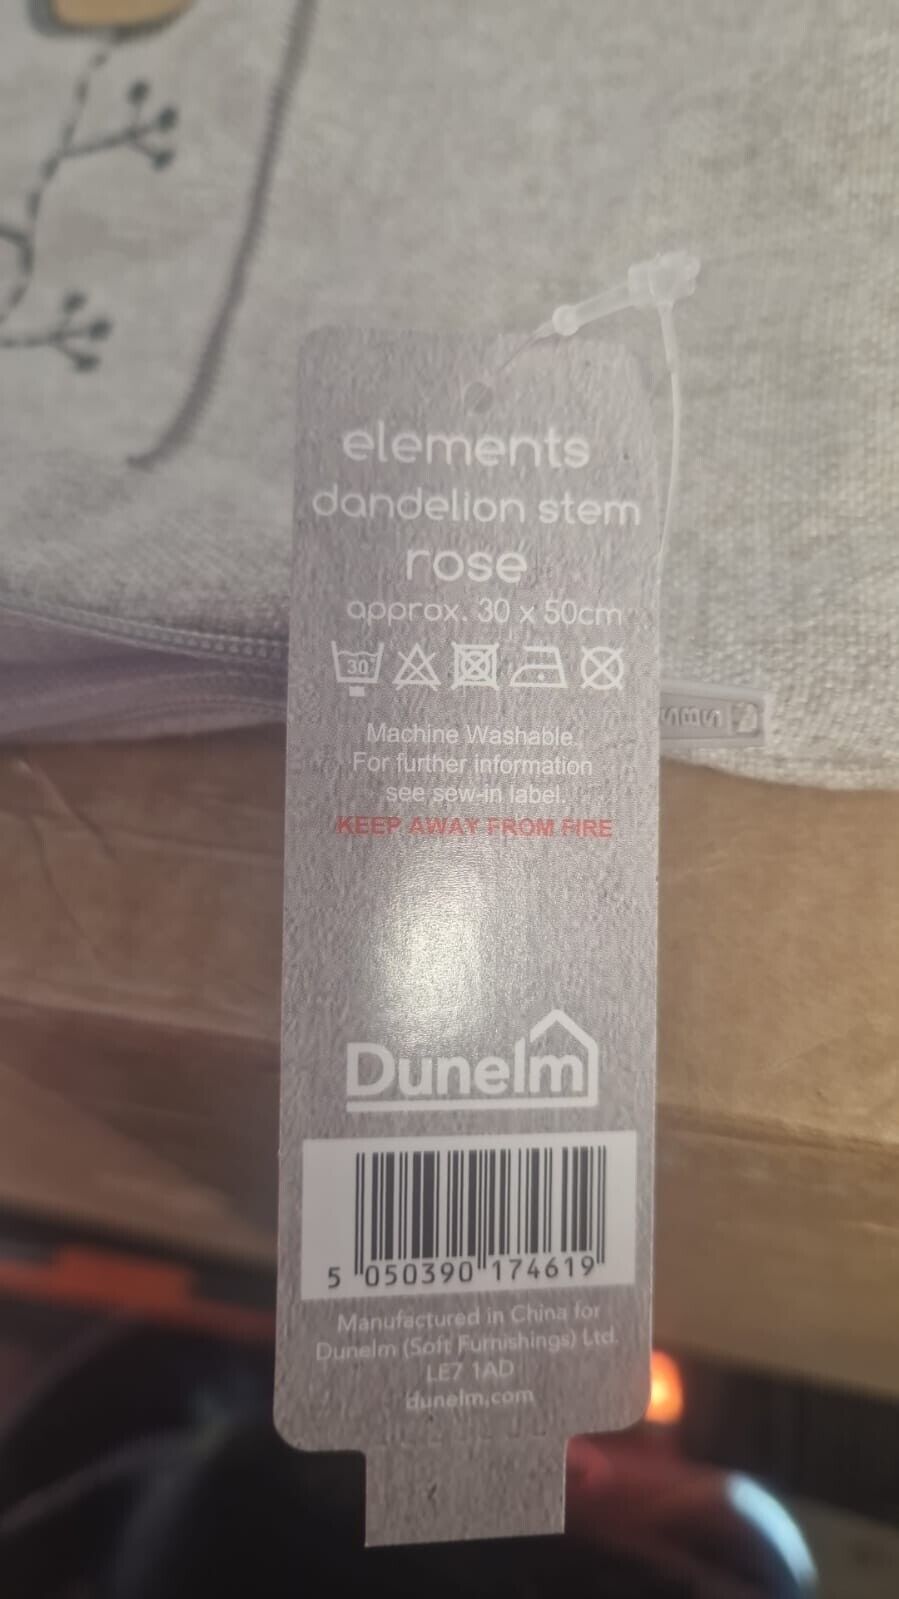 elements
dandelion stem
rose
approx. 30 x 50cm
30
Machine Washable.
For further information
see sew-in label.
KEEP AWAY FROM FIRE
Dunelm
5 050390 174619
Manufactured in China for
Dunelm (Soft Furnishings) Ltd.
LE7 1AD
dunelm.com